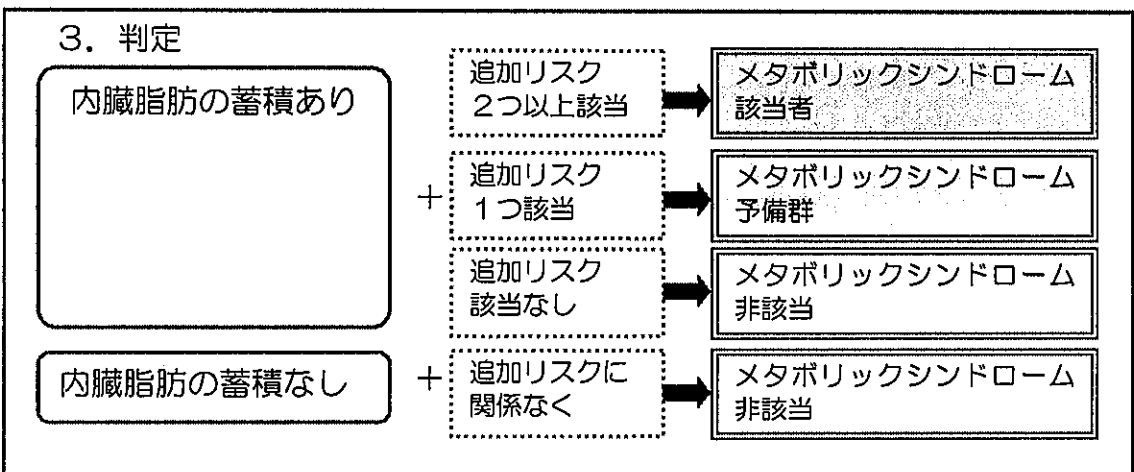 3．判定
内臓脂肪の蓄積あり
＋
追加リスク
2つ以上該当
メタボリックシンドローム
該当者
追加リスク
1つ該当
メタボリックシンドローム
予備群
追加リスク
該当なし
メタボリックシンドローム
非該当
内臓脂肪の蓄積なし
＋
追加リスクに
関係なく
メタボリックシンドローム
非該当